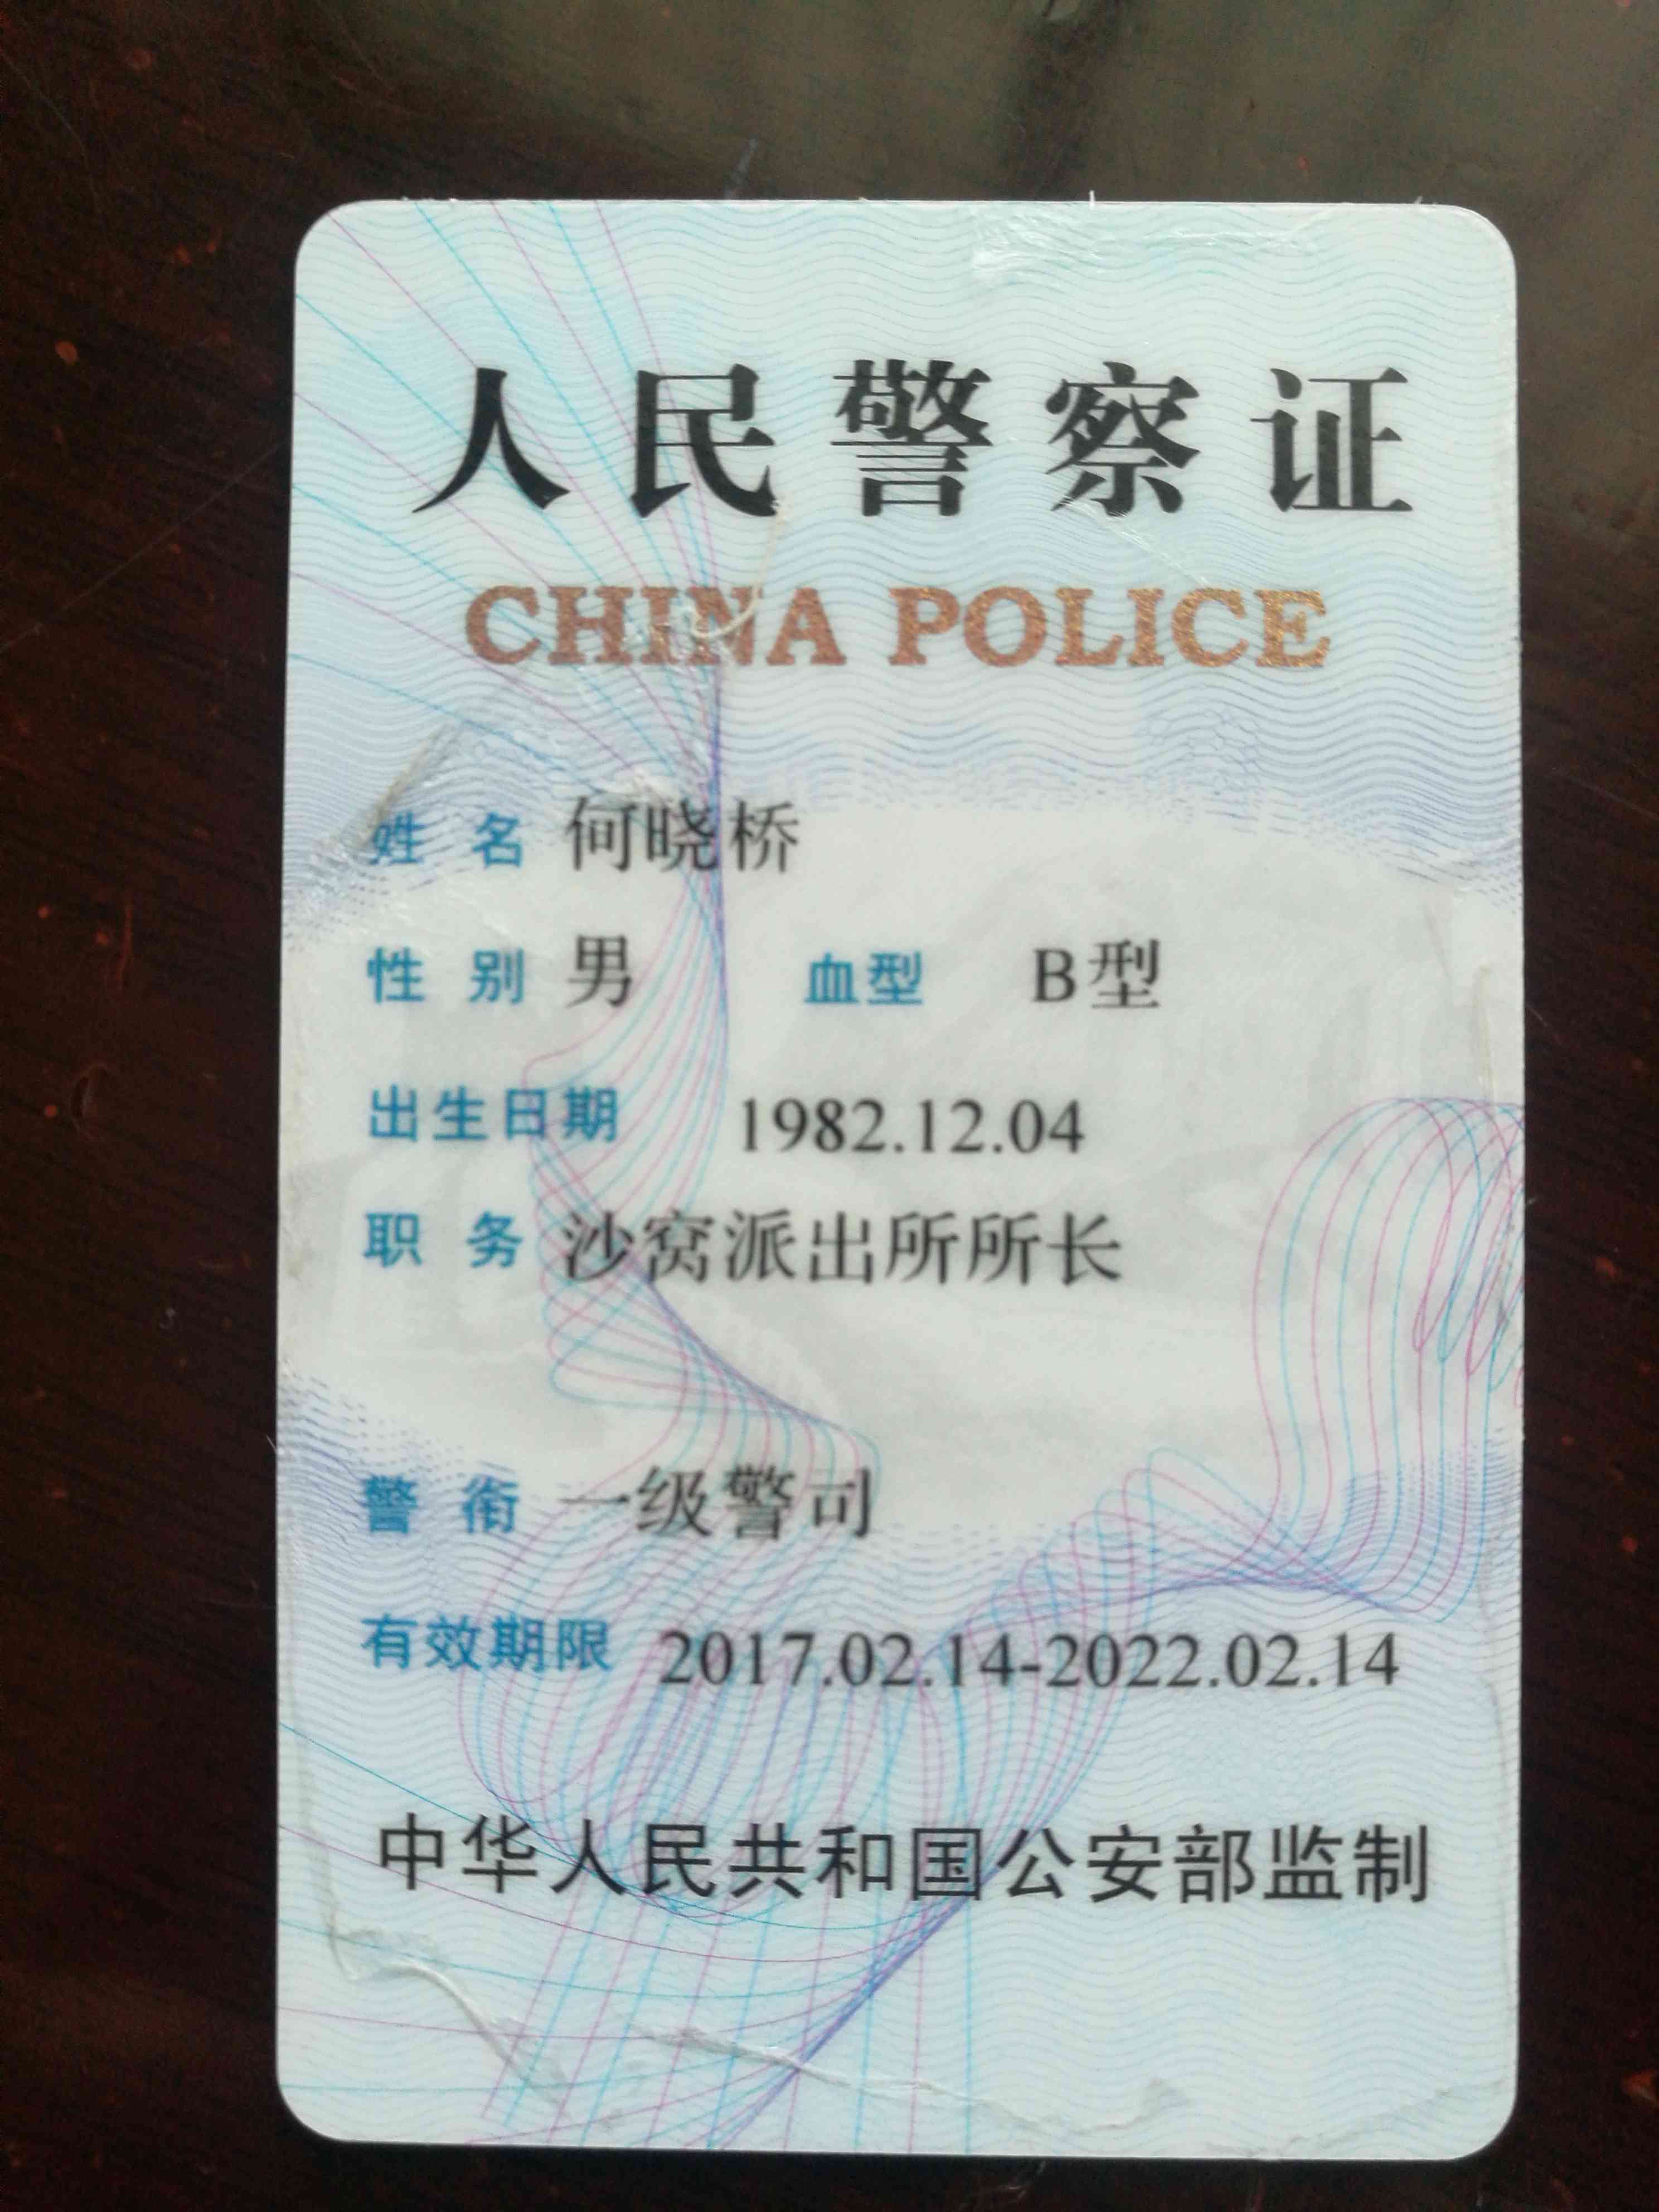 人民警察证
CHINA POLICE
姓 名 何晓桥
性 别 男 血型 B型
出生日期 1982.12.04
职 务 沙窝派出所所长
警 衔 一级警司
有效期限 2017.02.14-2022.02.14
中华人民共和国公安部监制